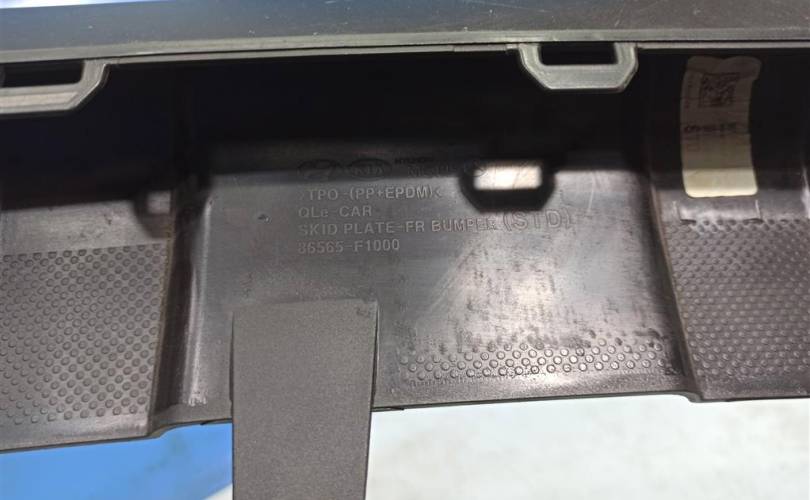 >TPO-(PP+EPDM)<
QLe-CAR
SKID PLATE-FR BUMPER (STD)
86565-F1000